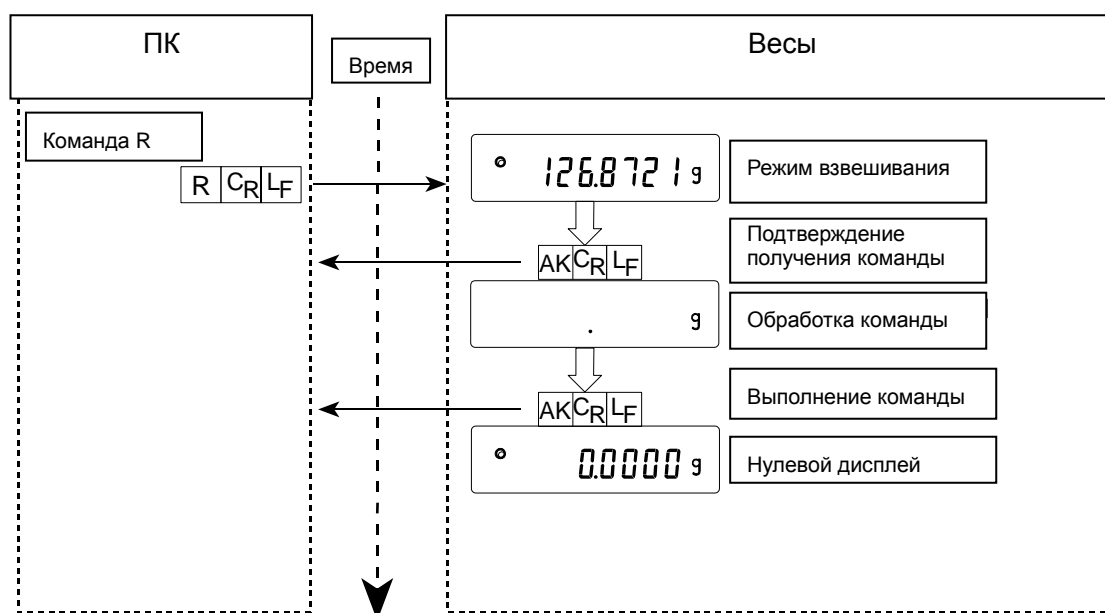 ПК
Время
Весы
Команда R
R CR LF
126.8721 g
Режим взвешивания
AK CR LF
Подтверждение
получения команды
. g
Обработка команды
AK CR LF
Выполнение команды
0.0000 g
Нулевой дисплей